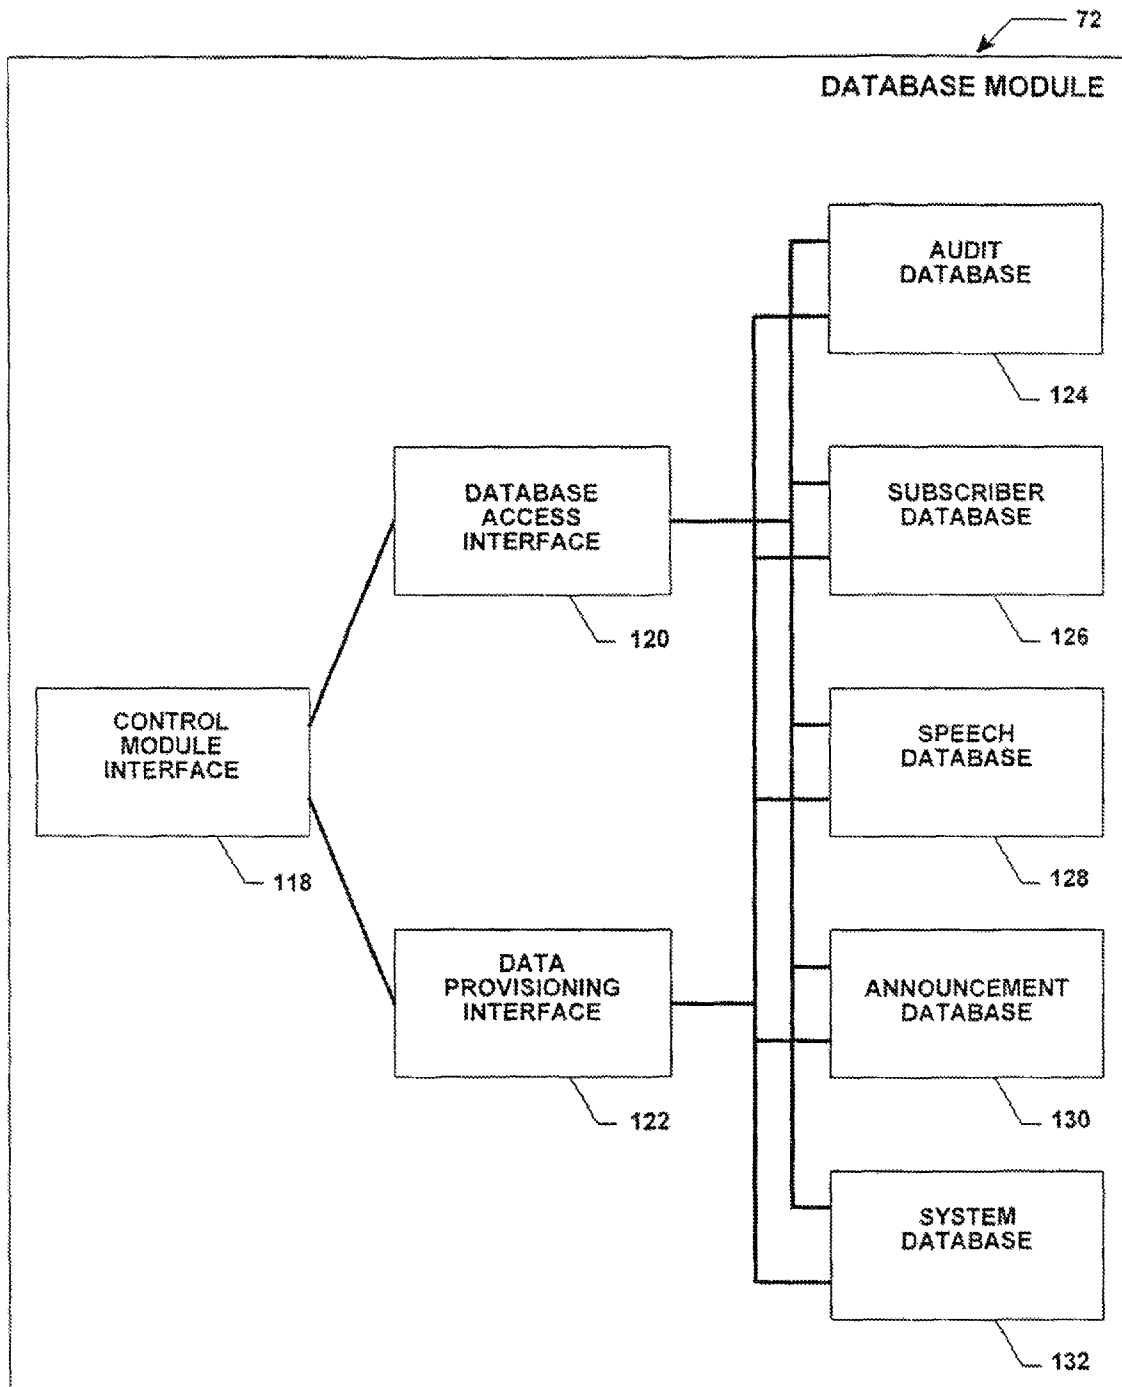 72
DATABASE MODULE
AUDIT
DATABASE
124
DATABASE
ACCESS
INTERFACE
120
SUBSCRIBER
DATABASE
126
CONTROL
MODULE
INTERFACE
118
SPEECH
DATABASE
128
DATA
PROVISIONING
INTERFACE
122
ANNOUNCEMENT
DATABASE
130
SYSTEM
DATABASE
132